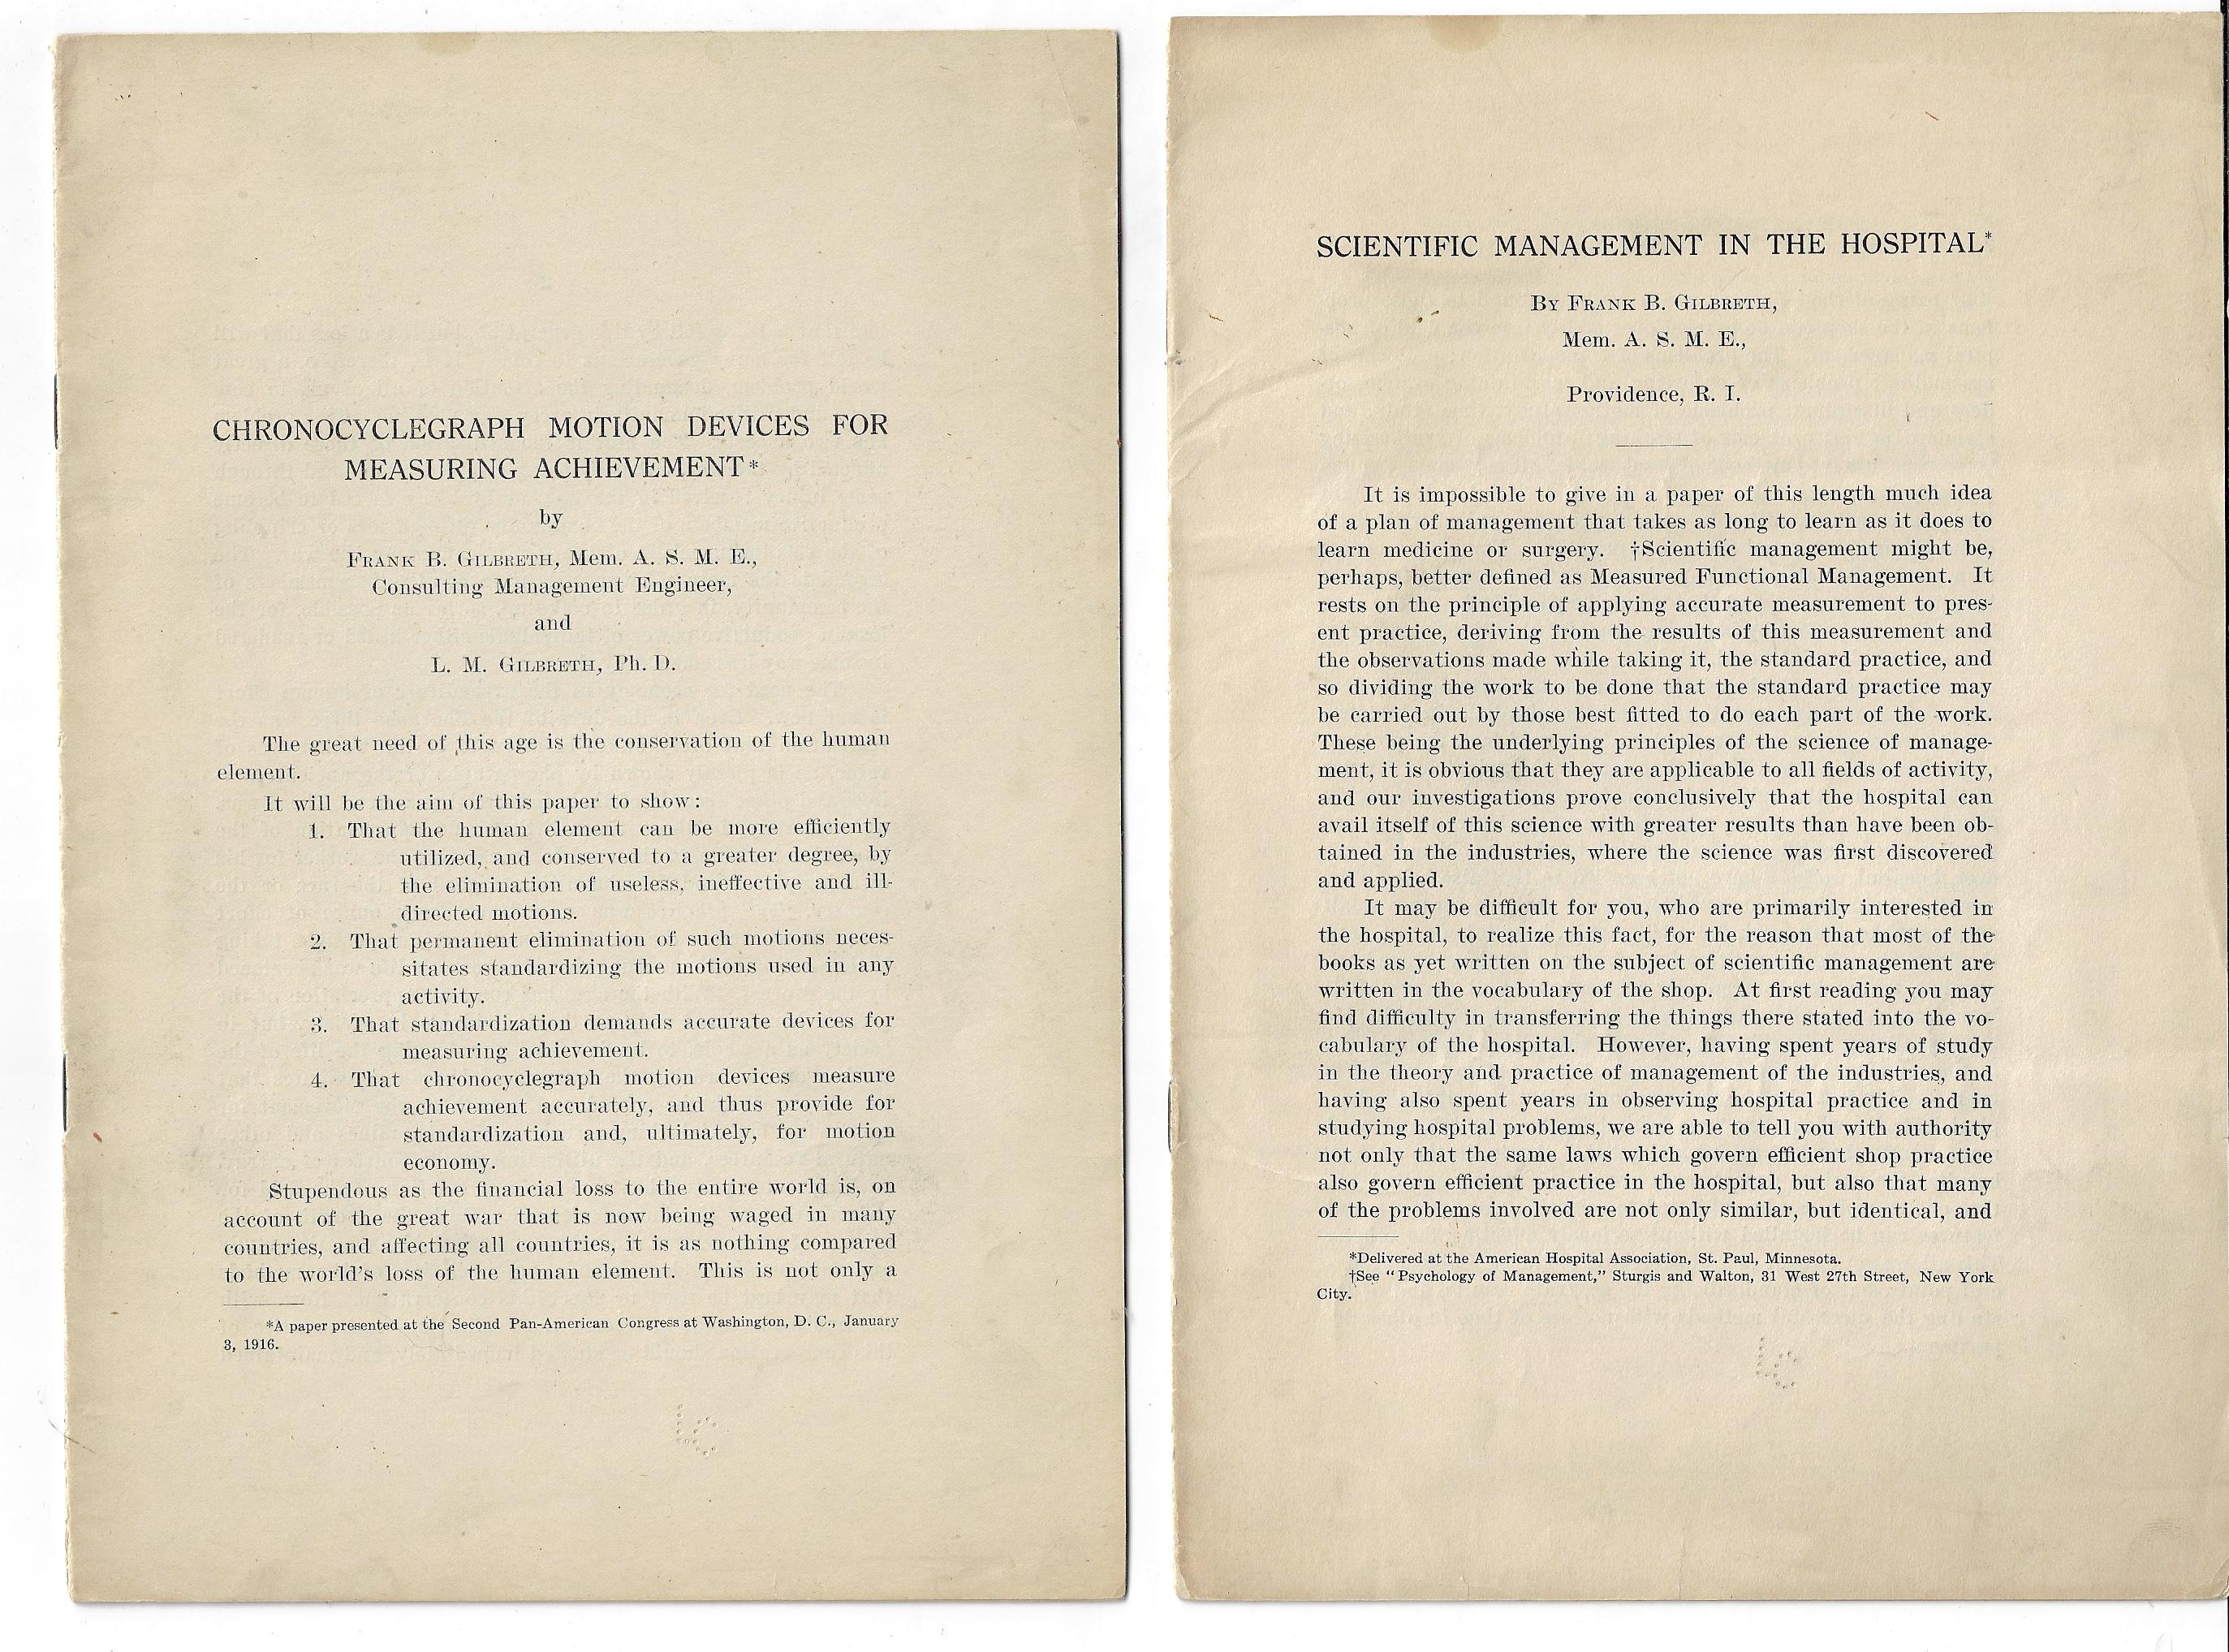 CHRONOCYCLEGRAPH MOTION DEVICES FOR
MEASURING ACHIEVEMENT*
by
FRANK B. GILBRETH, Mem. A. S. M. E.,
Consulting Management Engineer,
and
L. M. GILBRETH, Ph. D.
The great need of this age is the conservation of the human
element.
It will be the aim of this paper to show:
1. That the human element can be more efficiently
utilized, and conserved to a greater degree, by
the elimination of useless, ineffective and ill-
directed motions.
2. That permanent elimination of such motions neces-
sitates standardizing the motions used in any
activity.
3. That standardization demands accurate devices for
measuring achievement.
4. That chronocyclegraph motion devices measure
achievement accurately, and thus provide for
standardization and, ultimately, for motion
economy.
Stupendous as the financial loss to the entire world is, on
account of the great war that is now being waged in many
countries, and affecting all countries, it is as nothing compared
to the world's loss of the human element. This is not only a
*A paper presented at the Second Pan-American Congress at Washington, D. C., January
3, 1916.
LC
SCIENTIFIC MANAGEMENT IN THE HOSPITAL*
BY FRANK B. GILBRETH,
Mem. A. S. M. E.,
Providence, R. I.
It is impossible to give in a paper of this length much idea
of a plan of management that takes as long to learn as it does to
learn medicine or surgery. †Scientific management might be,
perhaps, better defined as Measured Functional Management. It
rests on the principle of applying accurate measurement to pres-
ent practice, deriving from the results of this measurement and
the observations made while taking it, the standard practice, and
so dividing the work to be done that the standard practice may
be carried out by those best fitted to do each part of the work.
These being the underlying principles of the science of manage-
ment, it is obvious that they are applicable to all fields of activity,
and our investigations prove conclusively that the hospital can
avail itself of this science with greater results than have been ob-
tained in the industries, where the science was first discovered
and applied.
It may be difficult for you, who are primarily interested in
the hospital, to realize this fact, for the reason that most of the
books as yet written on the subject of scientific management are
written in the vocabulary of the shop. At first reading you may
find difficulty in transferring the things there stated into the vo-
cabulary of the hospital. However, having spent years of study
in the theory and practice of management of the industries, and
having also spent years in observing hospital practice and in
studying hospital problems, we are able to tell you with authority
not only that the same laws which govern efficient shop practice
also govern efficient practice in the hospital, but also that many
of the problems involved are not only similar, but identical, and
*Delivered at the American Hospital Association, St. Paul, Minnesota.
†See "Psychology of Management," Sturgis and Walton, 31 West 27th Street, New York
City.
LC